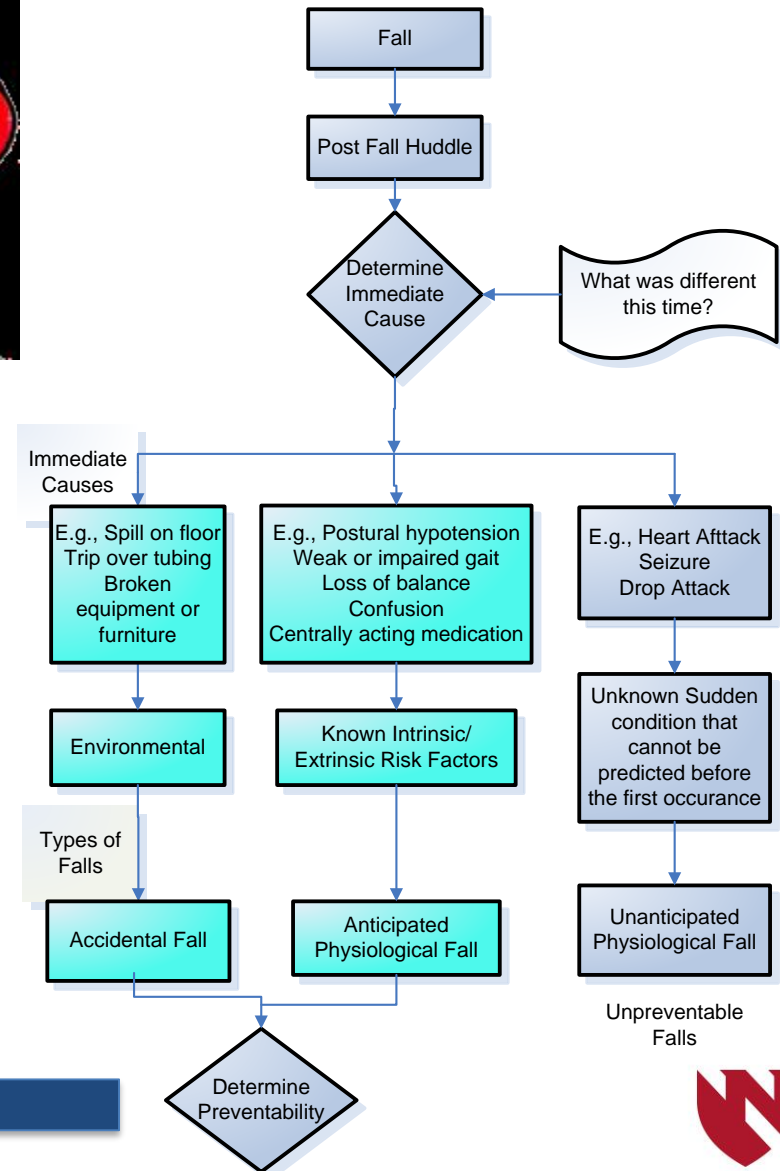 Fall
Post Fall Huddle
Determine
Immediate
Cause
What was different
this time?
Immediate
Causes
E.g., Spill on floor
Trip over tubing
Broken
equipment or
furniture
E.g., Postural hypotension
Weak or impaired gait
Loss of balance
Confusion
Centrally acting medication
E.g., Heart Afttack
Seizure
Drop Attack
Environmental
Known Intrinsic/
Extrinsic Risk Factors
Unknown Sudden
condition that
cannot be
predicted before
the first occurance
Types of
Falls
Accidental Fall
Anticipated
Physiological Fall
Unanticipated
Physiological Fall
Unpreventable
Falls
Determine
Preventability